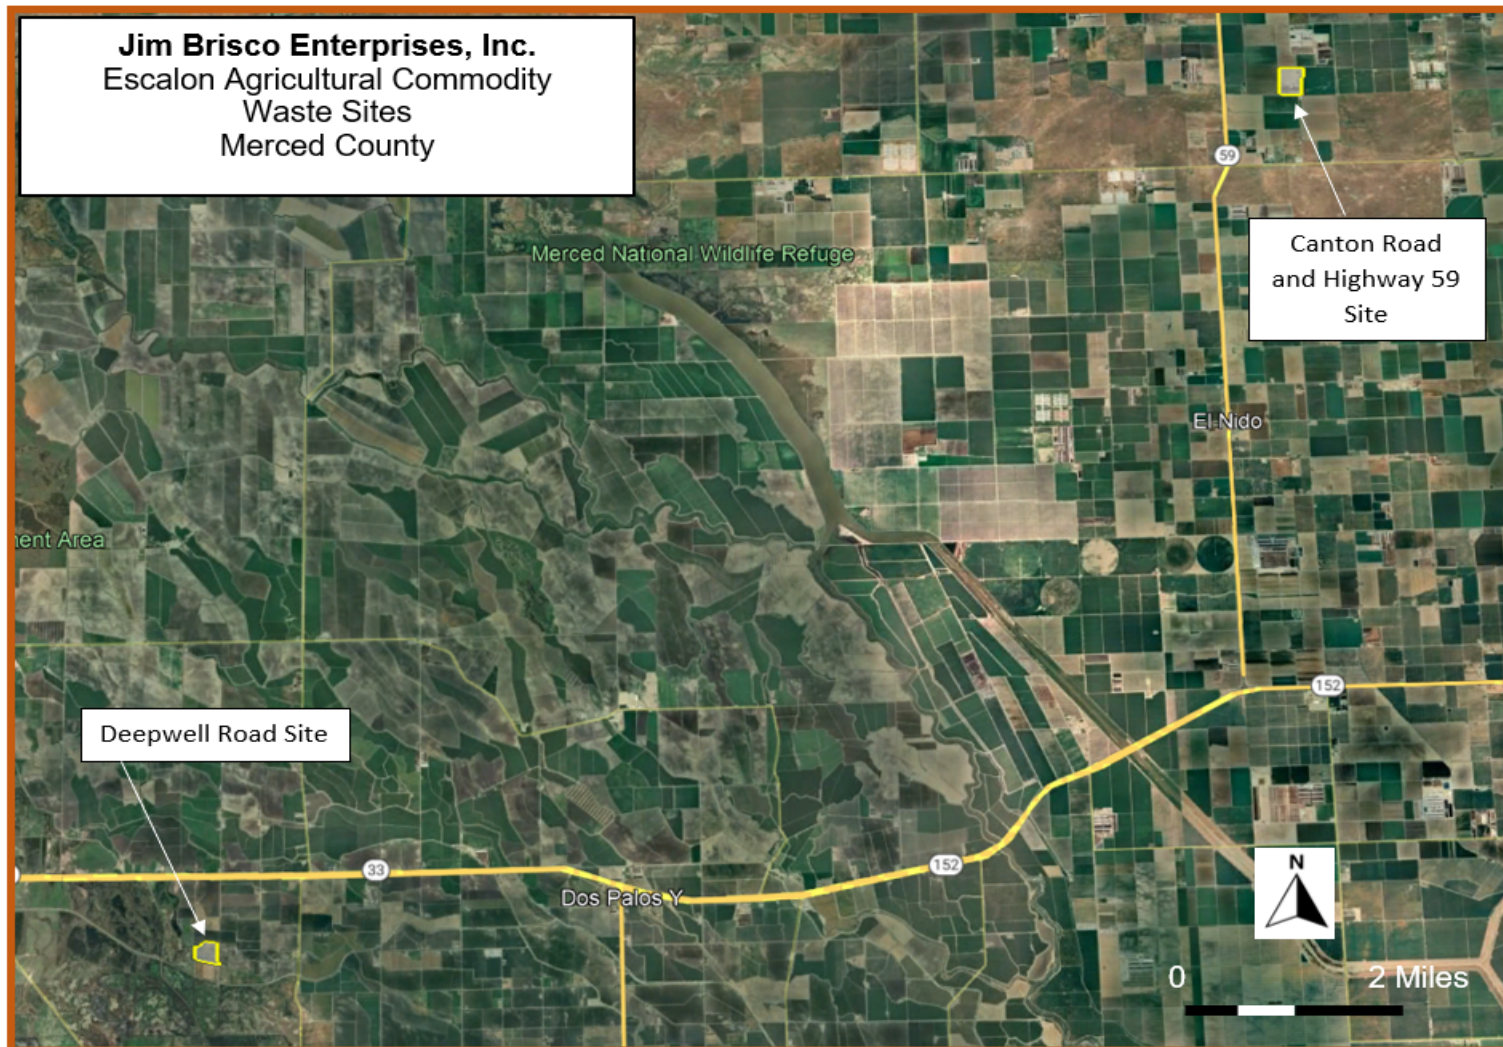 Jim Brisco Enterprises, Inc.
Escalon Agricultural Commodity
Waste Sites
Merced County
59
Merced National Wildlife Refuge
Canton Road
and Highway 59
Site
El Nido
ent Area
152
Deepwell Road Site
33
152
Dos Palos Y
N
0 2 Miles